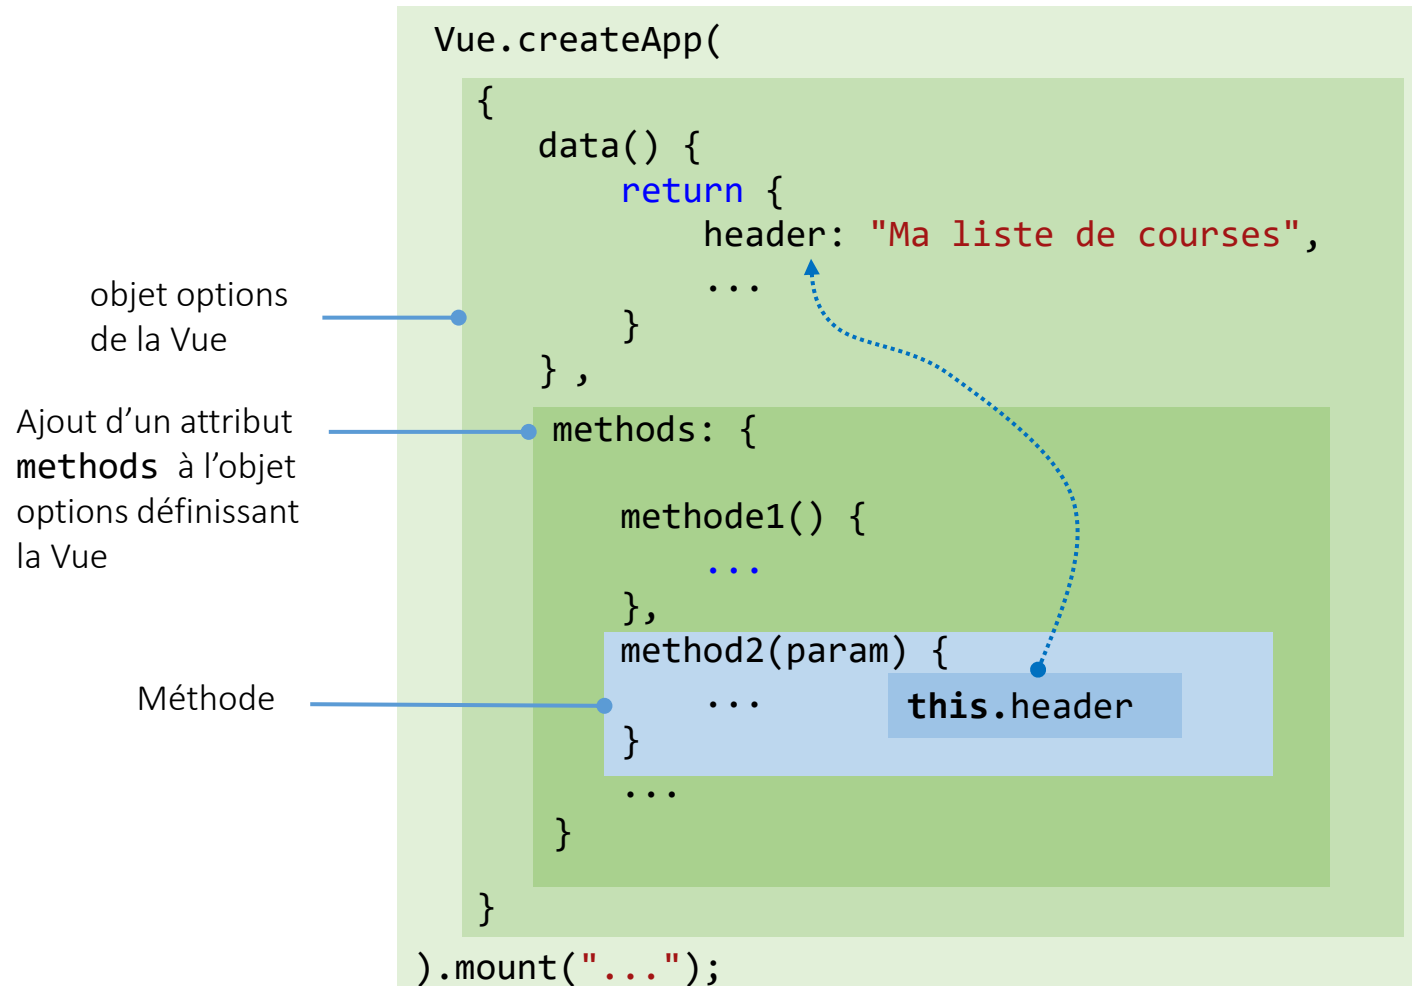 Vue.createApp(
{
data() {
return {
header: "Ma liste de courses",
...
}
} ,
objet options
de la Vue
Ajout d’un attribut
methods à l’objet
options définissant
la Vue
methods: {
methode1() {
...
},
method2(param) {
Méthode
... this.header
}
...
}
}
).mount("...");